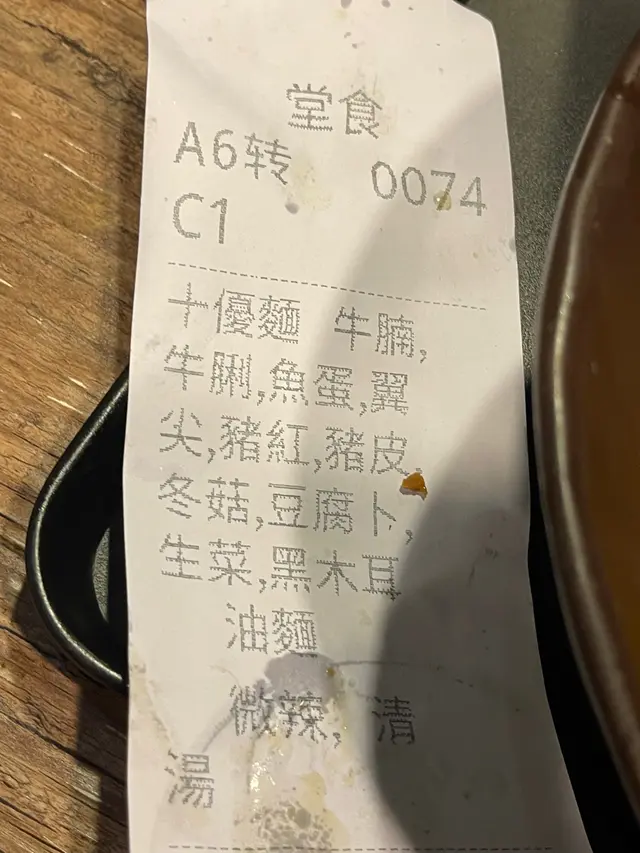 堂食
A6转 0074
C1
十優麵 牛腩,
牛脷,魚蛋,翼
尖,豬紅,豬皮,
冬菇,豆腐卜,
生菜,黑木耳
油麵
微辣, 清
湯